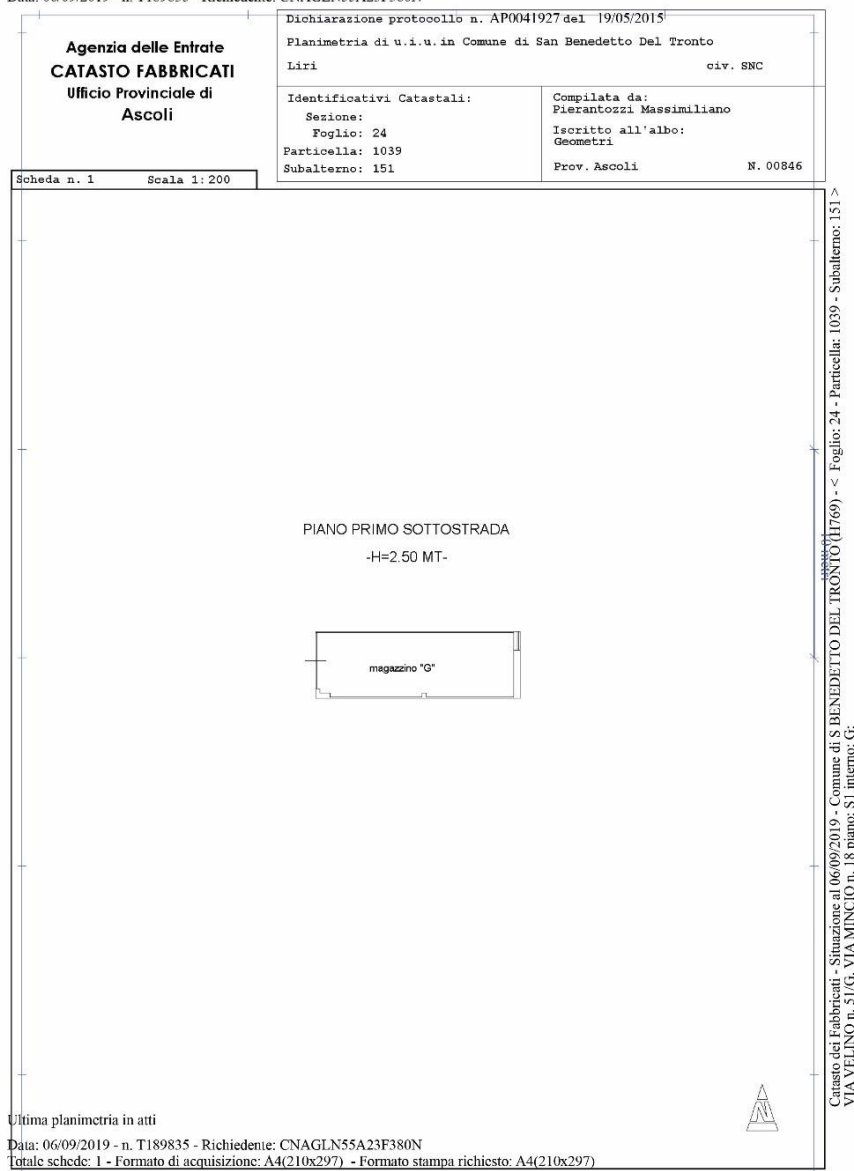 Data: 06/09/2019 - n. T189835 - Richiedente: CNAGLN55A23F380N
Agenzia delle Entrate
CATASTO FABBRICATI
Ufficio Provinciale di
Ascoli
Dichiarazione protocollo n. AP0041927 del 19/05/2015
Planimetria di u.i.u. in Comune di San Benedetto Del Tronto
Liri civ. SNC
Identificativi Catastali:
Sezione:
Foglio: 24
Particella: 1039
Subalterno: 151
Compilata da:
Pierantozzi Massimiliano
Iscritto all'albo:
Geometri
Prov. Ascoli N. 00846
Scheda n. 1 Scala 1:200
PIANO PRIMO SOTTOSTRADA
-H=2.50 MT-
magazzino "G"
Catasto dei Fabbricati - Situazione al 06/09/2019 - Comune di S BENEDETTO DEL TRONTO (H769) - < Foglio: 24 - Particella: 1039 - Subalterno: 151 >
VIA VELINO n. 51/G, VIA MINCIO n. 18 piano: S1 interno: G;
10 metri
N
Ultima planimetria in atti
Data: 06/09/2019 - n. T189835 - Richiedente: CNAGLN55A23F380N
Totale schede: 1 - Formato di acquisizione: A4(210x297) - Formato stampa richiesto: A4(210x297)